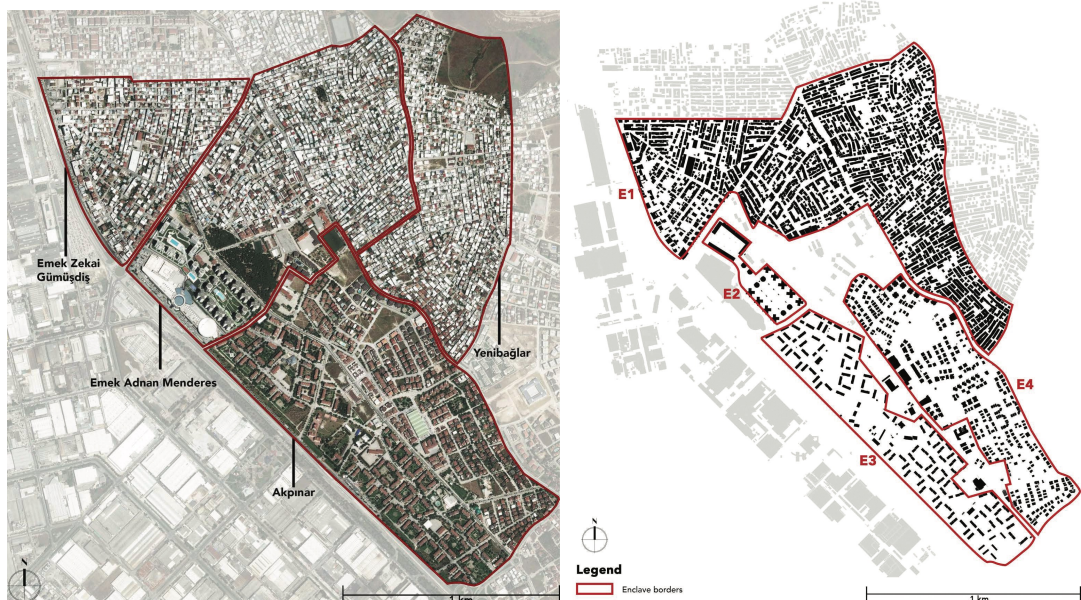 Emek Zekai
Gümüşdiş
Emek Adnan Menderes
Yenibağlar
Akpınar
N
1 km
E1
E2
E3
E4
N
Legend
Enclave borders
1 km